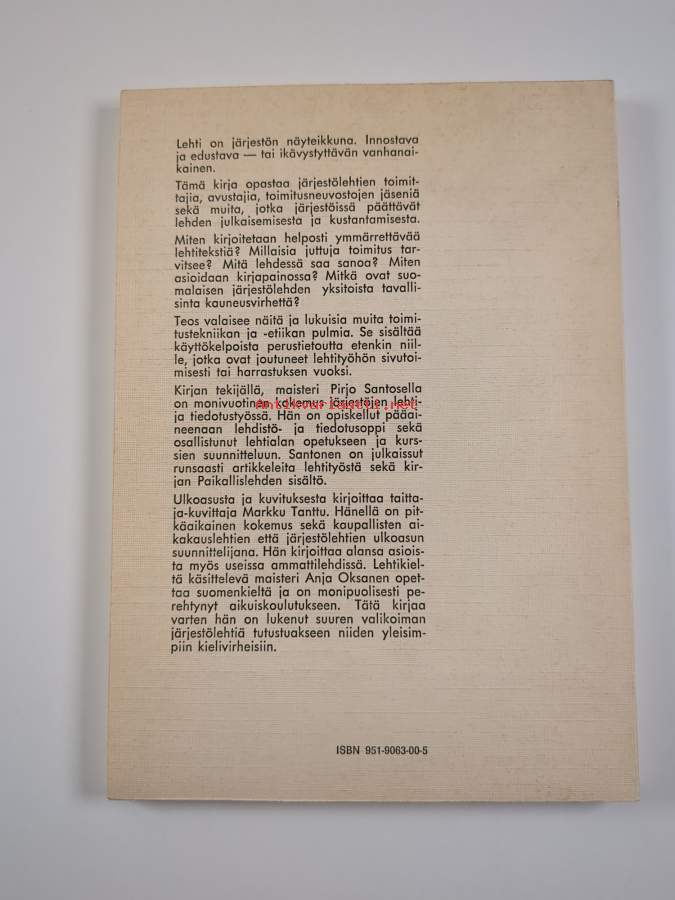 Lehti on järjestön näyteikkuna. Innostava
ja edustava — tai ikävystyttävän vanhanai-
kainen.
Tämä kirja opastaa järjestölehtien toimit-
tajia, avustajia, toimitusneuvostojen jäseniä
sekä muita, jotka järjestöissä päättävät
lehden julkaisemisesta ja kustantamisesta.
Miten kirjoitetaan helposti ymmärrettävää
lehtitekstiä? Millaisia juttuja toimitus tar-
vitsee? Mitä lehdessä saa sanoa? Miten
asioidaan kirjapainossa? Mitkä ovat suo-
malaisen järjestölehden yksitoista tavalli-
sinta kauneusvirhettä?
Teos valaisee näitä ja lukuisia muita toimi-
tustekniikan ja -etiikan pulmia. Se sisältää
käyttökelpoista perustietoutta etenkin niil-
le, jotka ovat joutuneet lehtityöhön sivutoi-
misesti tai harrastuksen vuoksi.
Kirjan tekijällä, maisteri Pirjo Santosella
on monivuotinen kokemus järjestöjen lehti-
Antikvariaatti.net
ja tiedotustyössä. Hän on opiskellut pääai-
neenaan lehdistö- ja tiedotusoppi sekä
osallistunut lehtialan opetukseen ja kurs-
sien suunnitteluun. Santonen on julkaissut
runsaasti artikkeleita lehtityöstä sekä kir-
jan Paikallislehden sisältö.
Ulkoasusta ja kuvituksesta kirjoittaa taitta-
ja-kuvittaja Markku Tanttu. Hänellä on pit-
käaikainen kokemus sekä kaupallisten ai-
kakauslehtien että järjestölehtien ulkoasun
suunnittelijana. Hän kirjoittaa alansa asiois-
ta myös useissa ammattilehdissä. Lehtikiel-
tä käsittelevä maisteri Anja Oksanen opet-
taa suomenkieltä ja on monipuolisesti pe-
rehtynyt aikuiskoulutukseen. Tätä kirjaa
varten hän on lukenut suuren valikoiman
järjestölehtiä tutustuakseen niiden yleisim-
piin kielivirheisiin.
ISBN 951-9063-00-5